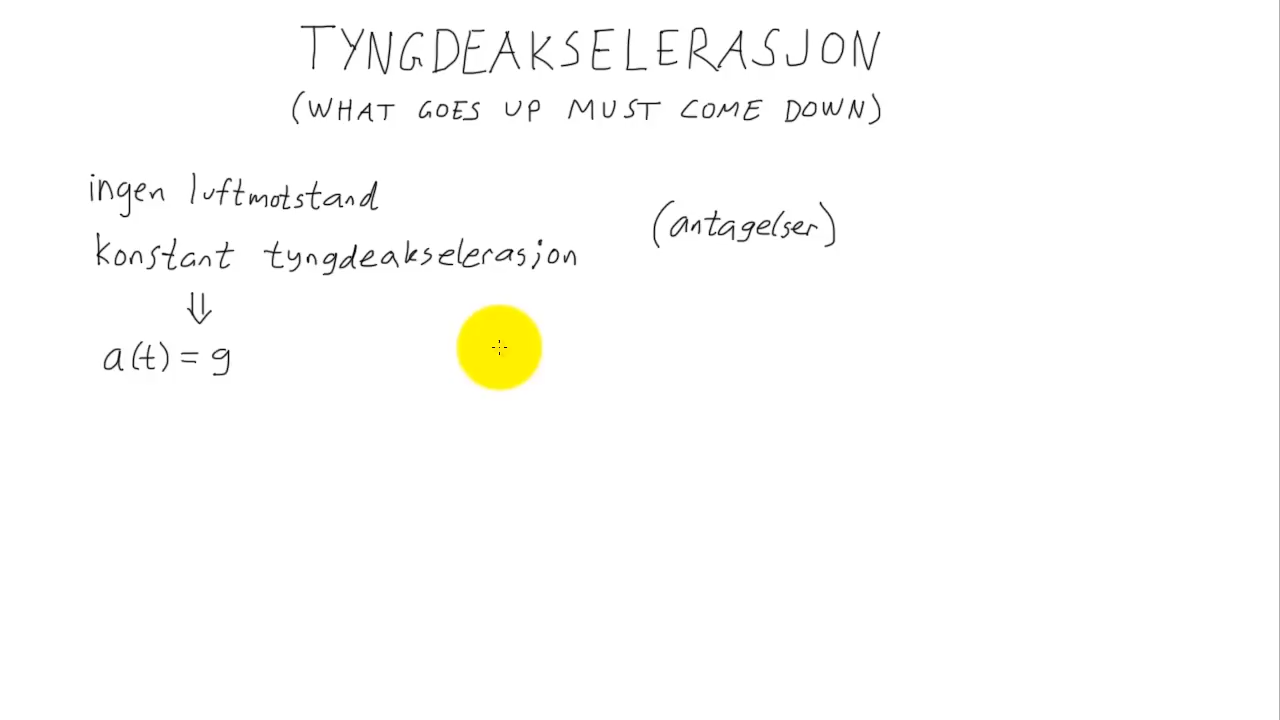 TYNGDEAKSELERASJON
(WHAT GOES UP MUST COME DOWN)
ingen luftmotstand
(antagelser)
konstant tyngdeakselerasjon
⇓
a(t) = g